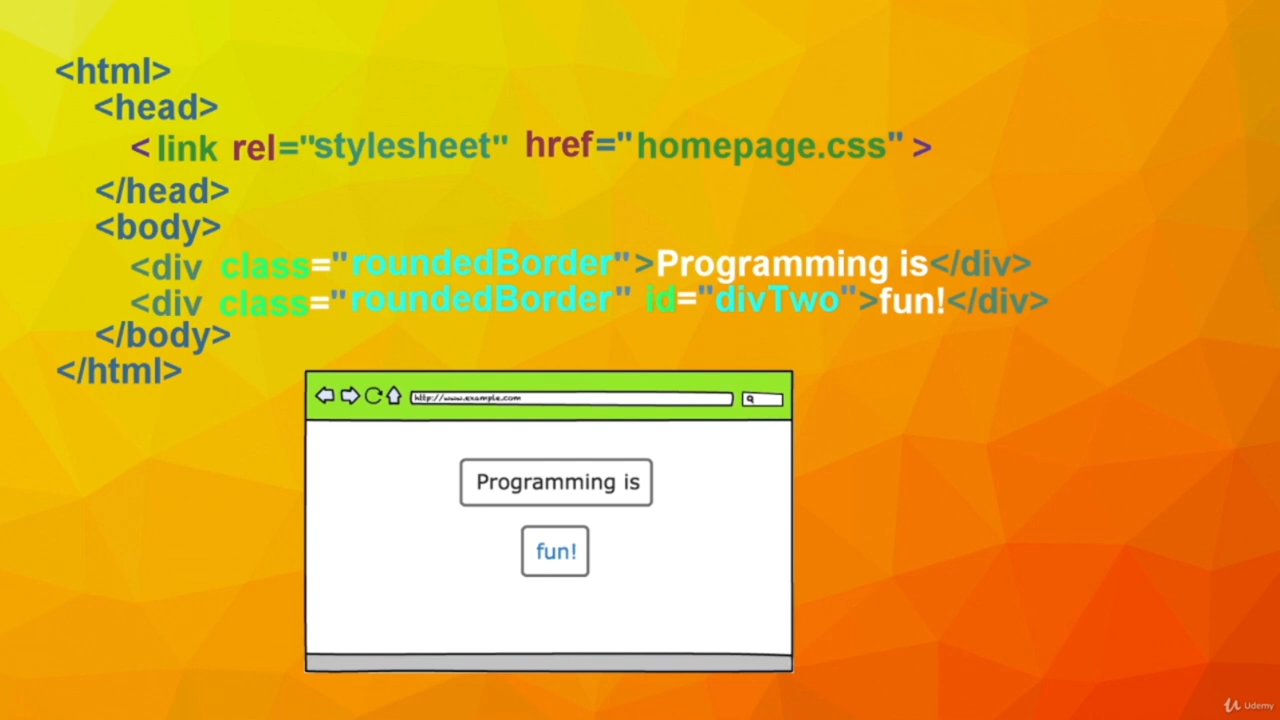 <html>
<head>
<link rel="stylesheet" href="homepage.css">
</head>
<body>
<div class="roundedBorder">Programming is</div>
<div class="roundedBorder" id="divTwo">fun!</div>
</body>
</html>
http://www.example.com
Programming is
fun!
Udemy